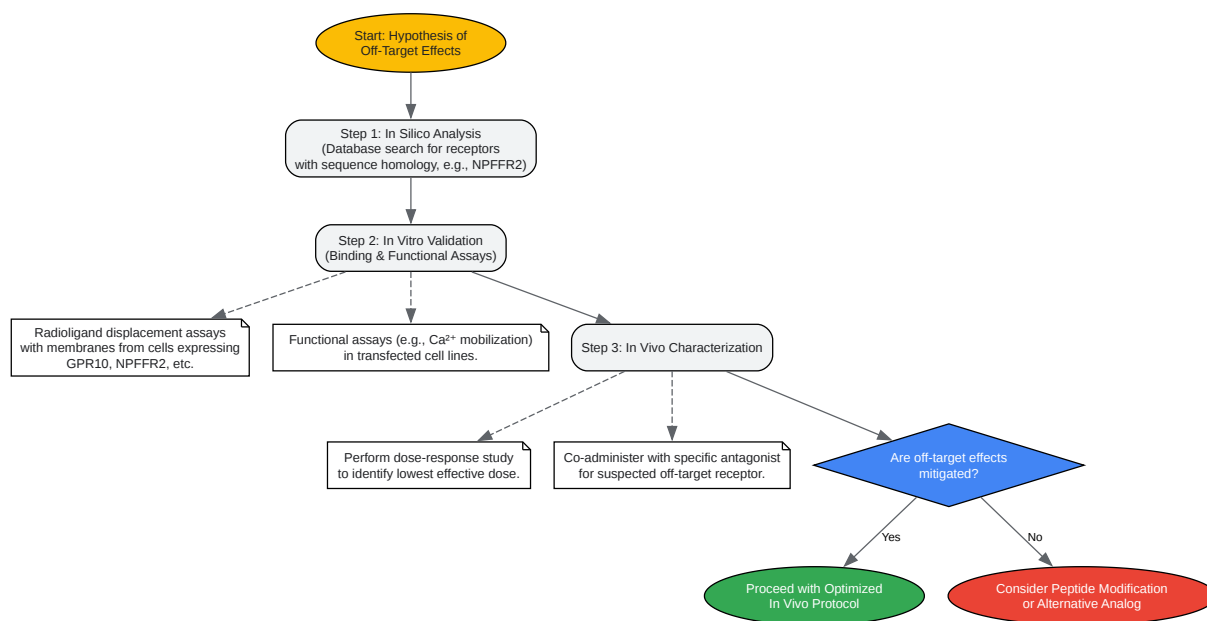 Start: Hypothesis of
Off-Target Effects
Step 1: In Silico Analysis
(Database search for receptors
with sequence homology, e.g., NPFFR2)
Step 2: In Vitro Validation
(Binding & Functional Assays)
Radioligand displacement assays
with membranes from cells expressing
GPR10, NPFFR2, etc.
Functional assays (e.g., Ca²⁺ mobilization)
in transfected cell lines.
Step 3: In Vivo Characterization
Perform dose-response study
to identify lowest effective dose.
Co-administer with specific antagonist
for suspected off-target receptor.
Are off-target effects
mitigated?
Yes
No
Proceed with Optimized
In Vivo Protocol
Consider Peptide Modification
or Alternative Analog